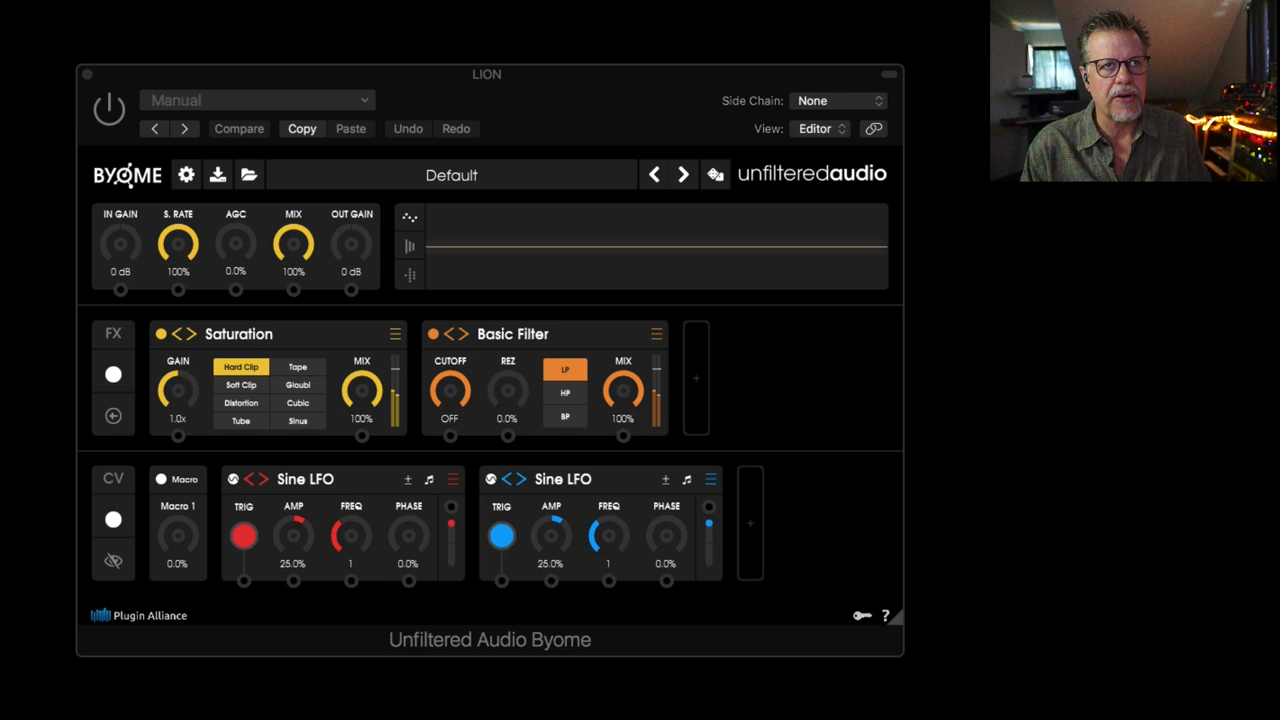 LION
Manual
Side Chain: None
Compare Copy Paste Undo Redo
View: Editor
BYOME Default unfilteredaudio
IN GAIN S. RATE AGC MIX OUT GAIN
0 dB 100% 0.0% 100% 0 dB
FX Saturation Basic Filter
GAIN Hard Clip Tape MIX CUTOFF REZ LP MIX
Soft Clip Gloubi HP
Distortion Cubic
1.0x Tube Sinus 100% OFF 0.0% BP 100%
CV Macro Sine LFO Sine LFO
Macro 1 TRIG AMP FREQ PHASE TRIG AMP FREQ PHASE
0.0% 25.0% 1 0.0% 25.0% 1 0.0%
Plugin Alliance ?
Unfiltered Audio Byome